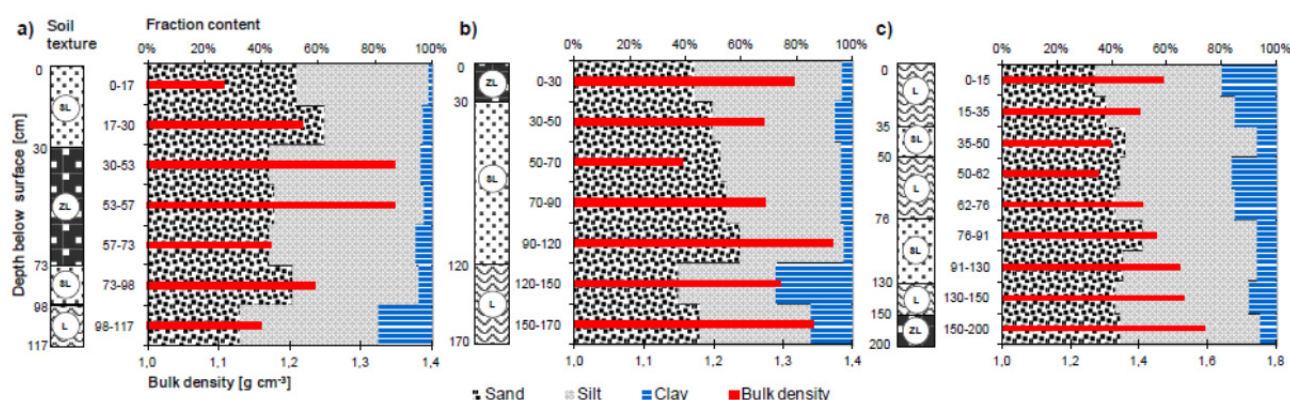 a) Soil texture
Fraction content
0% 20% 40% 60% 80% 100%
Depth below surface [cm]
0
SL
30
ZL
73
SL
98
L
117
0-17
17-30
30-53
53-57
57-73
73-98
98-117
1,0 1,2 1,3 1,4
Bulk density [g cm-3]
b)
0% 20% 40% 60% 80% 100%
0
ZL
30
SL
120
L
170
0-30
30-50
50-70
70-90
90-120
120-150
150-170
1,0 1,1 1,2 1,3 1,4
c)
0% 20% 40% 60% 80% 100%
0
L
35
SL
50
L
76
SL
130
L
150
ZL
200
0-15
15-35
35-50
50-62
62-76
76-91
91-130
130-150
150-200
1,0 1,2 1,4 1,6 1,8
Sand Silt Clay Bulk density